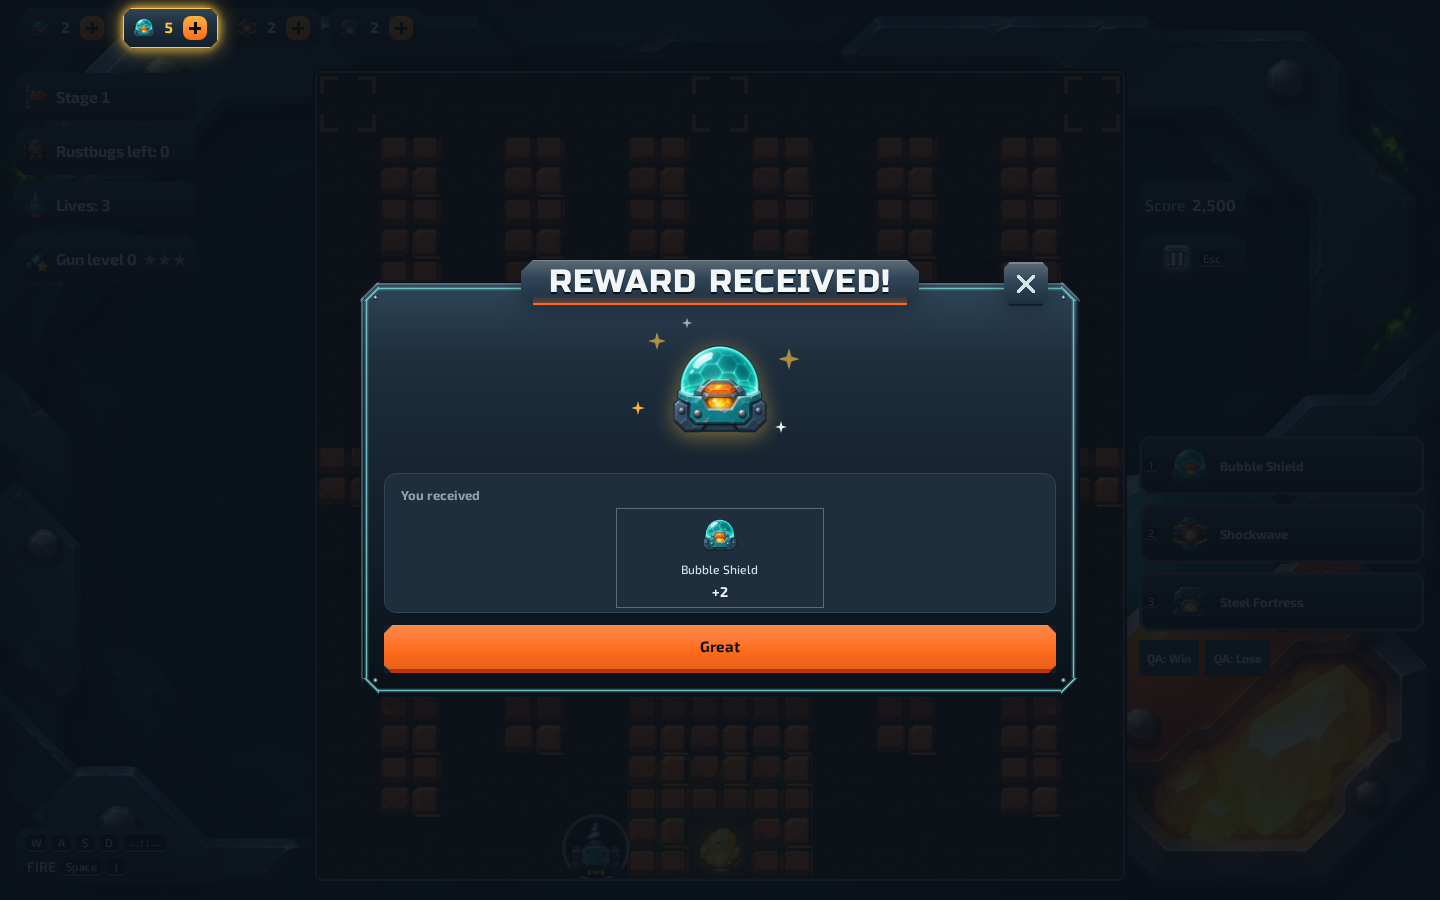 2
5
2
2
Stage 1
Rustbugs left: 0
Lives: 3
Gun level 0
Score 2,500
Esc
REWARD RECEIVED!
You received
Bubble Shield
+2
Great
1 Bubble Shield
2 Shockwave
3 Steel Fortress
QA: Win QA: Lose
W A S D ←↑↓→
FIRE Space J